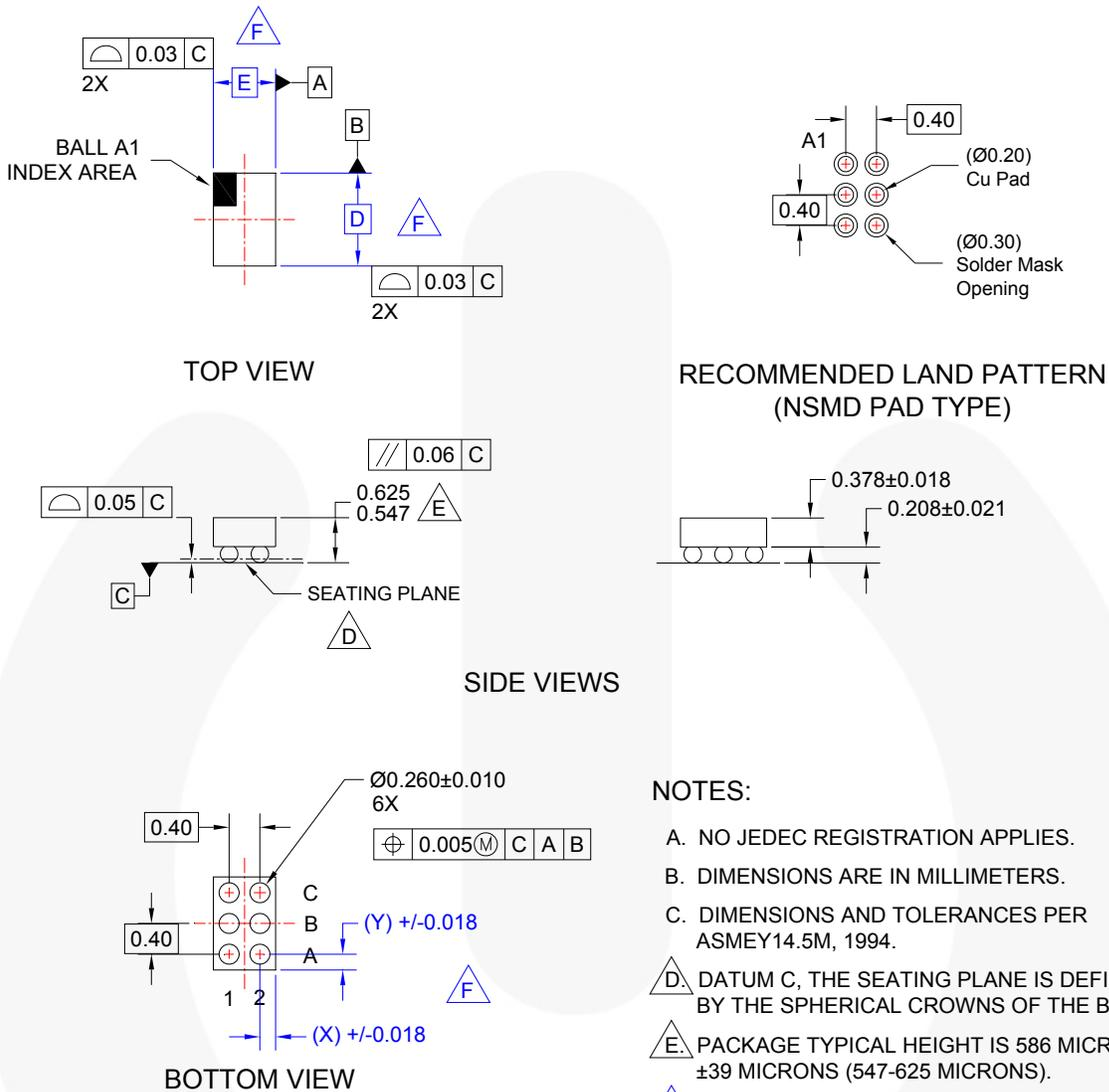 F
0.03 C
2X
E
A
B
BALL A1
INDEX AREA
D
F
0.03 C
2X
TOP VIEW
0.40
A1
(Ø0.20)
Cu Pad
0.40
(Ø0.30)
Solder Mask
Opening
RECOMMENDED LAND PATTERN
(NSMD PAD TYPE)
// 0.06 C
0.05 C
0.625
0.547
E
C
SEATING PLANE
D
0.378±0.018
0.208±0.021
SIDE VIEWS
Ø0.260±0.010
6X
0.40
0.005 Ⓜ C A B
C
B
A
0.40
(Y) +/-0.018
F
1 2
(X) +/-0.018
BOTTOM VIEW
NOTES:
A. NO JEDEC REGISTRATION APPLIES.
B. DIMENSIONS ARE IN MILLIMETERS.
C. DIMENSIONS AND TOLERANCES PER
ASMEY14.5M, 1994.
D. DATUM C, THE SEATING PLANE IS DEFI
BY THE SPHERICAL CROWNS OF THE B
E. PACKAGE TYPICAL HEIGHT IS 586 MICR
±39 MICRONS (547-625 MICRONS).